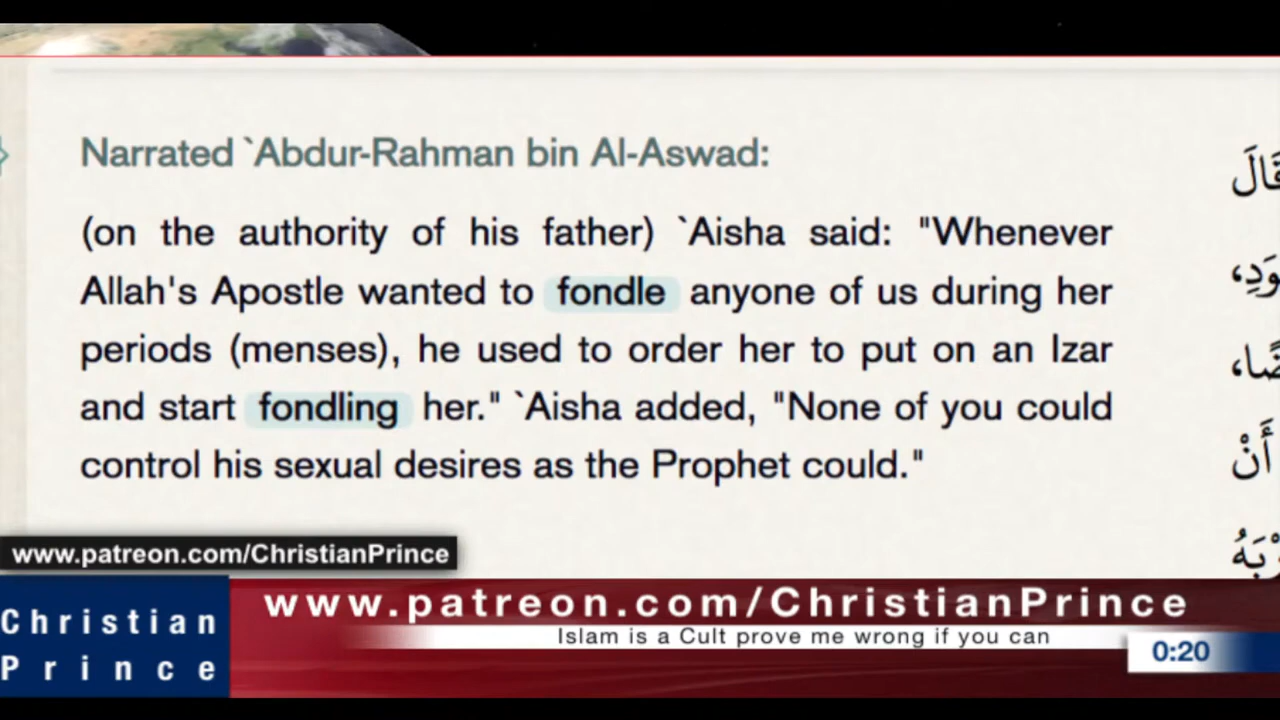 Narrated `Abdur-Rahman bin Al-Aswad:
(on the authority of his father) `Aisha said: "Whenever
Allah's Apostle wanted to fondle anyone of us during her
periods (menses), he used to order her to put on an Izar
and start fondling her." `Aisha added, "None of you could
control his sexual desires as the Prophet could."
قَالَ
أَنْ
www.patreon.com/ChristianPrince
Christian
Prince
www.patreon.com/ChristianPrince
Islam is a Cult prove me wrong if you can
0:20